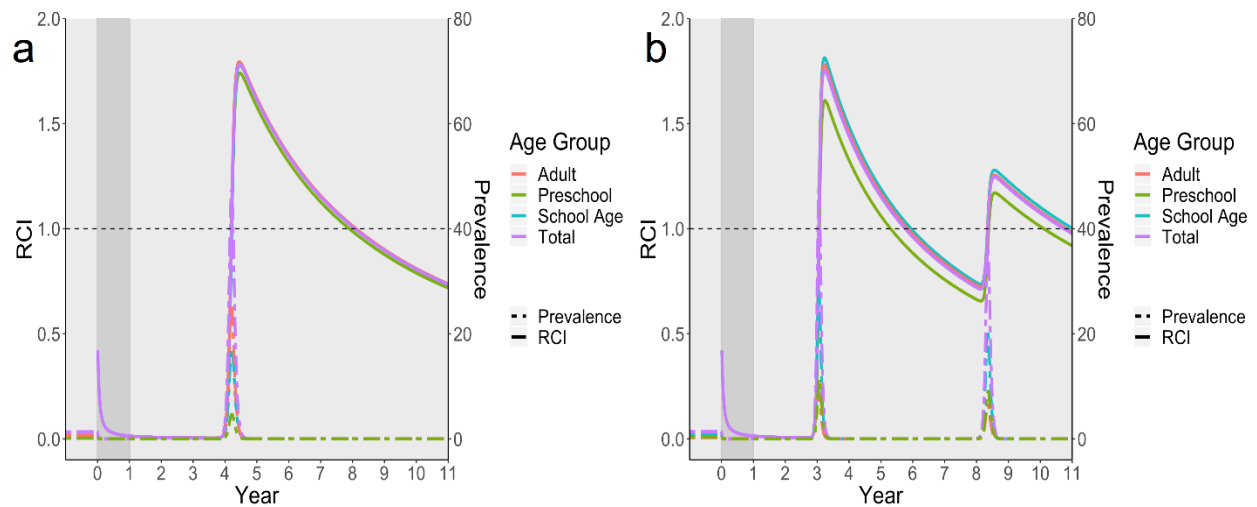 a
2.0
1.5
1.0
0.5
0.0
RCI
80
60
40
20
0
Prevalence
0 1 2 3 4 5 6 7 8 9 10 11
Year
Age Group
Adult
Preschool
School Age
Total
Prevalence
RCI
b
2.0
1.5
1.0
0.5
0.0
RCI
80
60
40
20
0
Prevalence
0 1 2 3 4 5 6 7 8 9 10 11
Year
Age Group
Adult
Preschool
School Age
Total
Prevalence
RCI